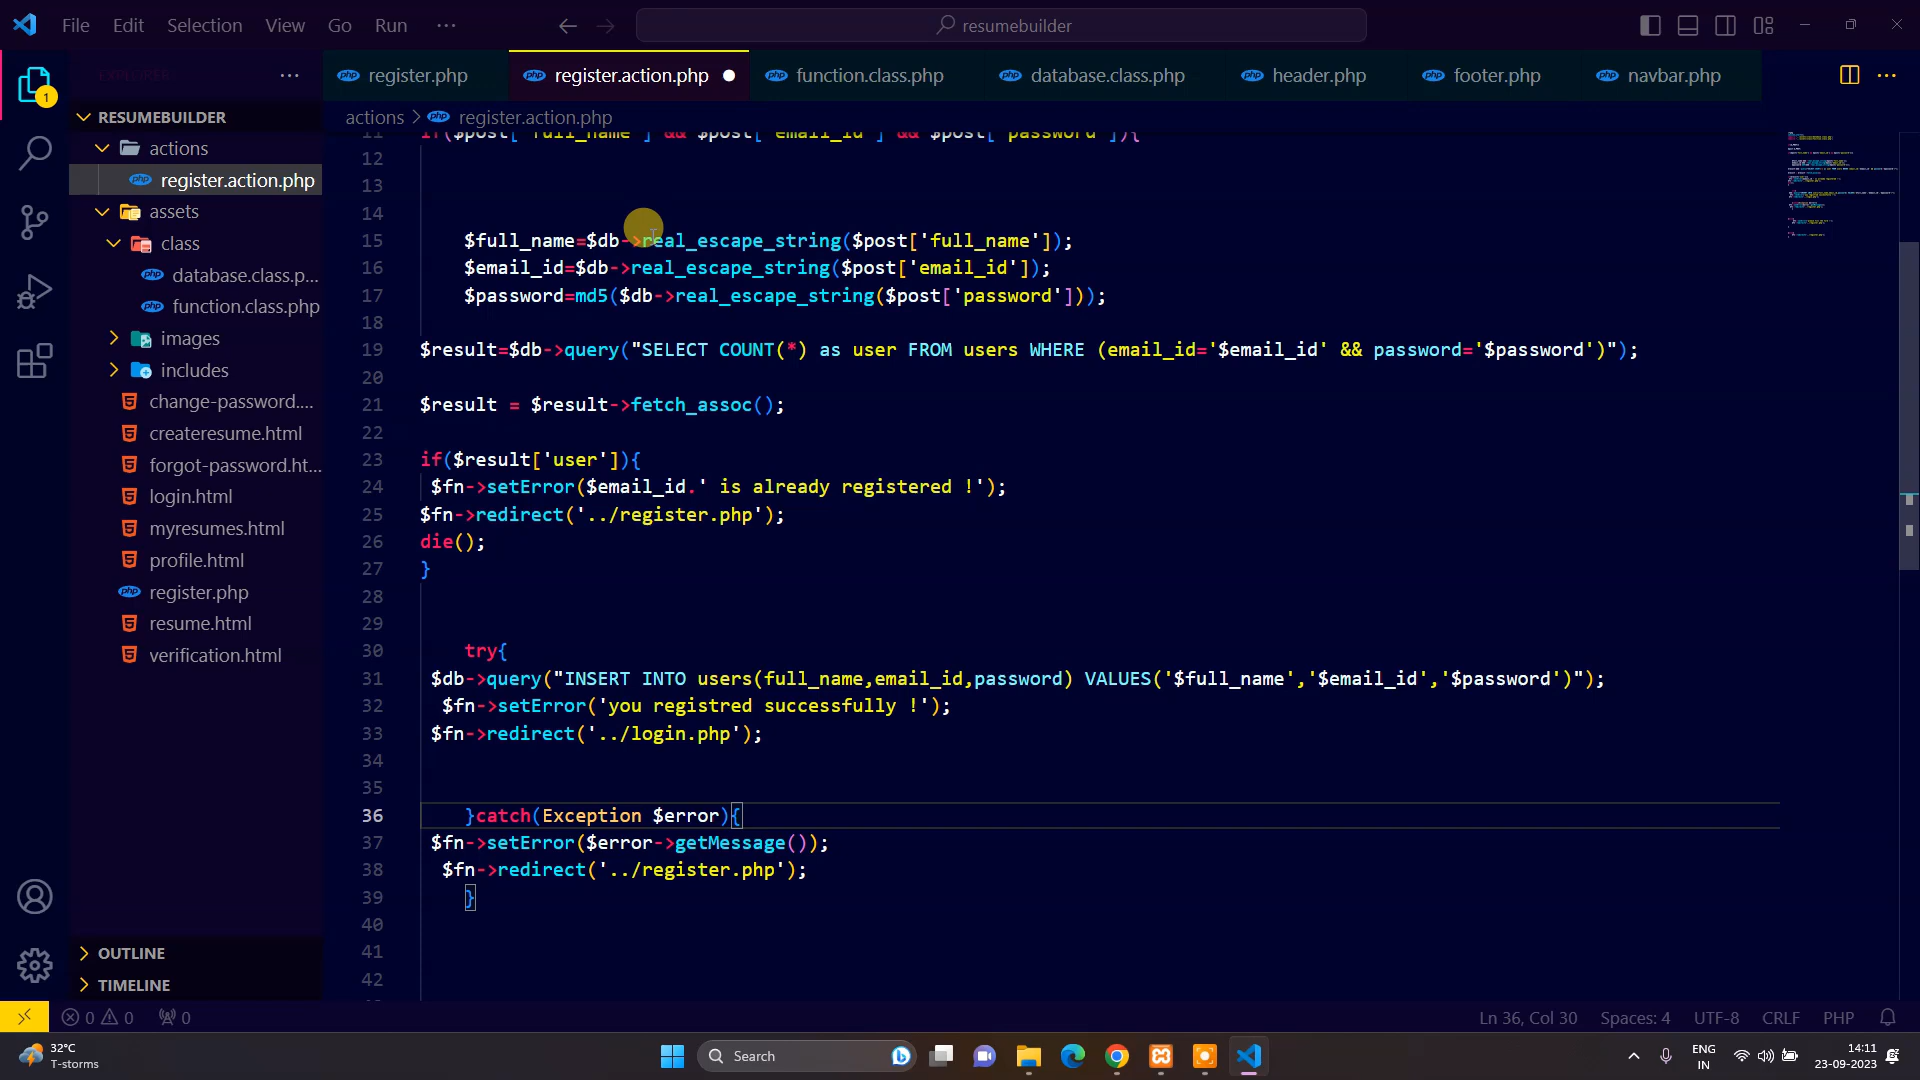 File Edit Selection View Go Run ··· resumebuilder
EXPLORER ···
register.php register.action.php function.class.php database.class.php header.php footer.php navbar.php ···
1
RESUMEBUILDER
actions
register.action.php
assets
class
database.class.p...
function.class.php
images
includes
change-password....
createresume.html
forgot-password.ht...
login.html
myresumes.html
profile.html
register.php
resume.html
verification.html
OUTLINE
TIMELINE
actions > register.action.php
11 if($post['full_name'] && $post['email_id'] && $post['password']){
12
13
14
15 $full_name=$db->real_escape_string($post['full_name']);
16 $email_id=$db->real_escape_string($post['email_id']);
17 $password=md5($db->real_escape_string($post['password']));
18
19 $result=$db->query("SELECT COUNT(*) as user FROM users WHERE (email_id='$email_id' && password='$password')");
20
21 $result = $result->fetch_assoc();
22
23 if($result['user']){
24 $fn->setError($email_id.' is already registered !');
25 $fn->redirect('../register.php');
26 die();
27 }
28
29
30 try{
31 $db->query("INSERT INTO users(full_name,email_id,password) VALUES('$full_name','$email_id','$password')");
32 $fn->setError('you registred successfully !');
33 $fn->redirect('../login.php');
34
35
36 }catch(Exception $error){
37 $fn->setError($error->getMessage());
38 $fn->redirect('../register.php');
39 }
40
41
42
0 0 0 Ln 36, Col 30 Spaces: 4 UTF-8 CRLF PHP
32°C
T-storms
Search
ENG
IN
14:11
23-09-2023